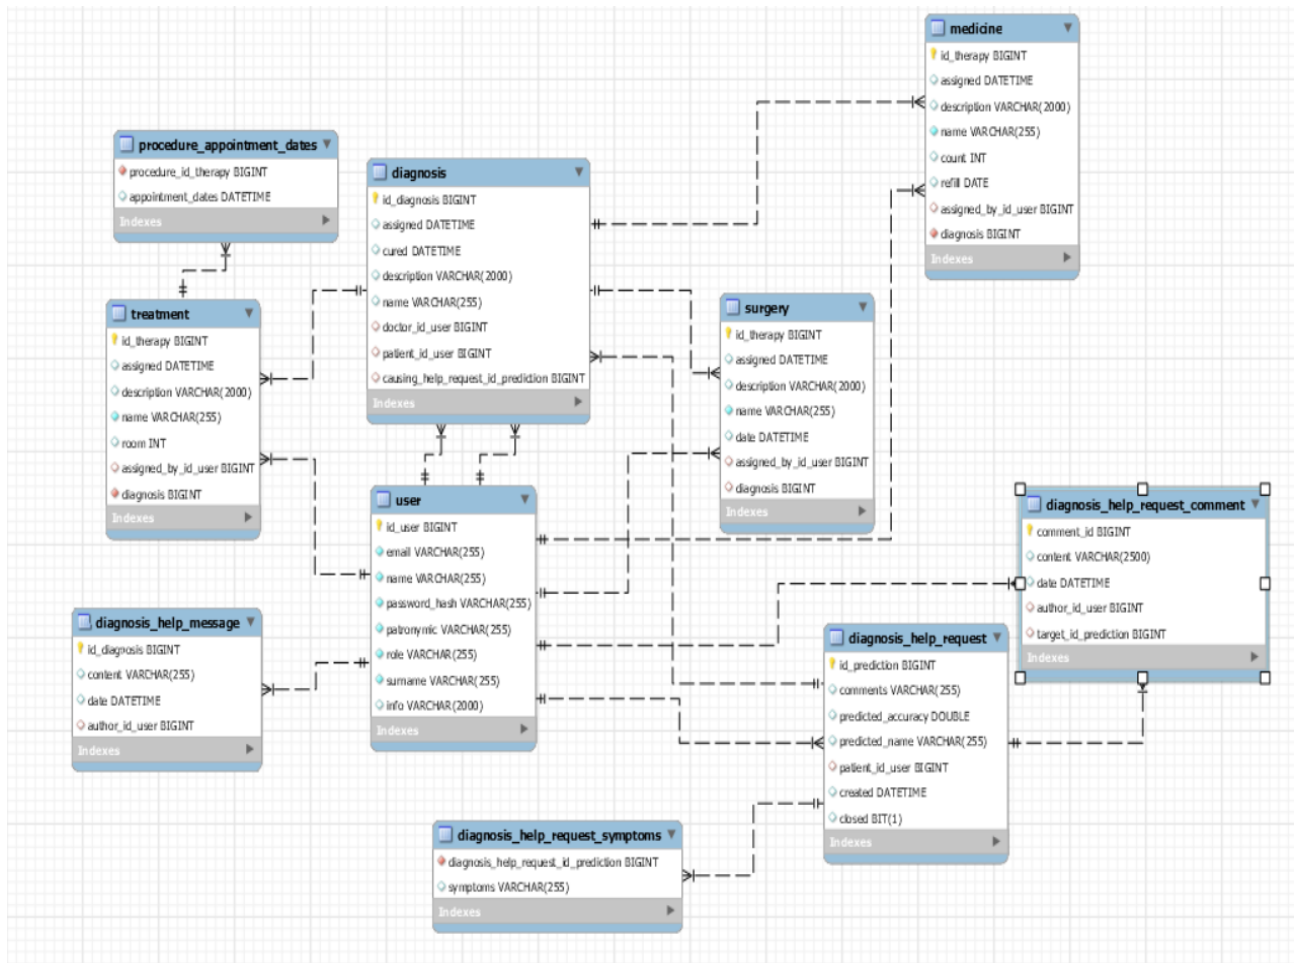 medicine
id_therapy BIGINT
assigned DATETIME
description VARCHAR(2000)
name VARCHAR(255)
count INT
refill DATE
assigned_by_id_user BIGINT
diagnosis BIGINT
Indexes
procedure_appointment_dates
procedure_id_therapy BIGINT
appointment_dates DATETIME
Indexes
diagnosis
id_diagnosis BIGINT
assigned DATETIME
cured DATETIME
description VARCHAR(2000)
name VARCHAR(255)
doctor_id_user BIGINT
patient_id_user BIGINT
causing_help_request_id_prediction BIGINT
Indexes
treatment
id_therapy BIGINT
assigned DATETIME
description VARCHAR(2000)
name VARCHAR(255)
room INT
assigned_by_id_user BIGINT
diagnosis BIGINT
Indexes
surgery
id_therapy BIGINT
assigned DATETIME
description VARCHAR(2000)
name VARCHAR(255)
date DATETIME
assigned_by_id_user BIGINT
diagnosis BIGINT
Indexes
user
id_user BIGINT
email VARCHAR(255)
name VARCHAR(255)
password_hash VARCHAR(255)
patronymic VARCHAR(255)
role VARCHAR(255)
surname VARCHAR(255)
info VARCHAR(2000)
Indexes
diagnosis_help_request_comment
comment_id BIGINT
content VARCHAR(2500)
date DATETIME
author_id_user BIGINT
target_id_prediction BIGINT
Indexes
diagnosis_help_message
id_diagnosis BIGINT
content VARCHAR(255)
date DATETIME
author_id_user BIGINT
Indexes
diagnosis_help_request
id_prediction BIGINT
comments VARCHAR(255)
predicted_accuracy DOUBLE
predicted_name VARCHAR(255)
patient_id_user BIGINT
created DATETIME
closed BIT(1)
Indexes
diagnosis_help_request_symptoms
diagnosis_help_request_id_prediction BIGINT
symptoms VARCHAR(255)
Indexes